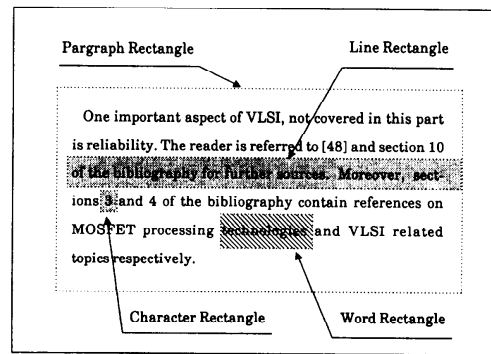 Pargraph Rectangle
Line Rectangle
One important aspect of VLSI, not covered in this part
is reliability. The reader is referred to [48] and section 10
of the bibliography for further sources. Moreover, sect-
ions 3 and 4 of the bibliography contain references on
MOSFET processing technologies and VLSI related
topics respectively.
Character Rectangle
Word Rectangle